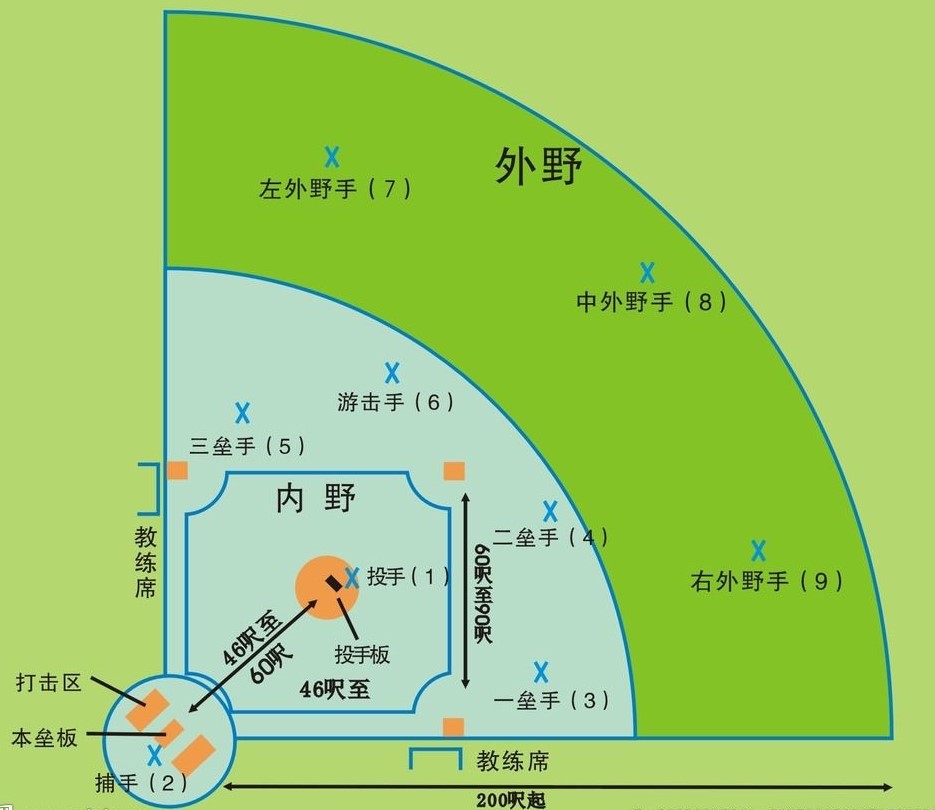 外野
左外野手(7)
中外野手(8)
游击手(6)
三垒手(5)
内 野
二垒手(4)
教练席
60呎至90呎
投手(1)
右外野手(9)
46呎至
60呎
投手板
46呎至
打击区
一垒手(3)
本垒板
捕手(2)
教练席
200呎起